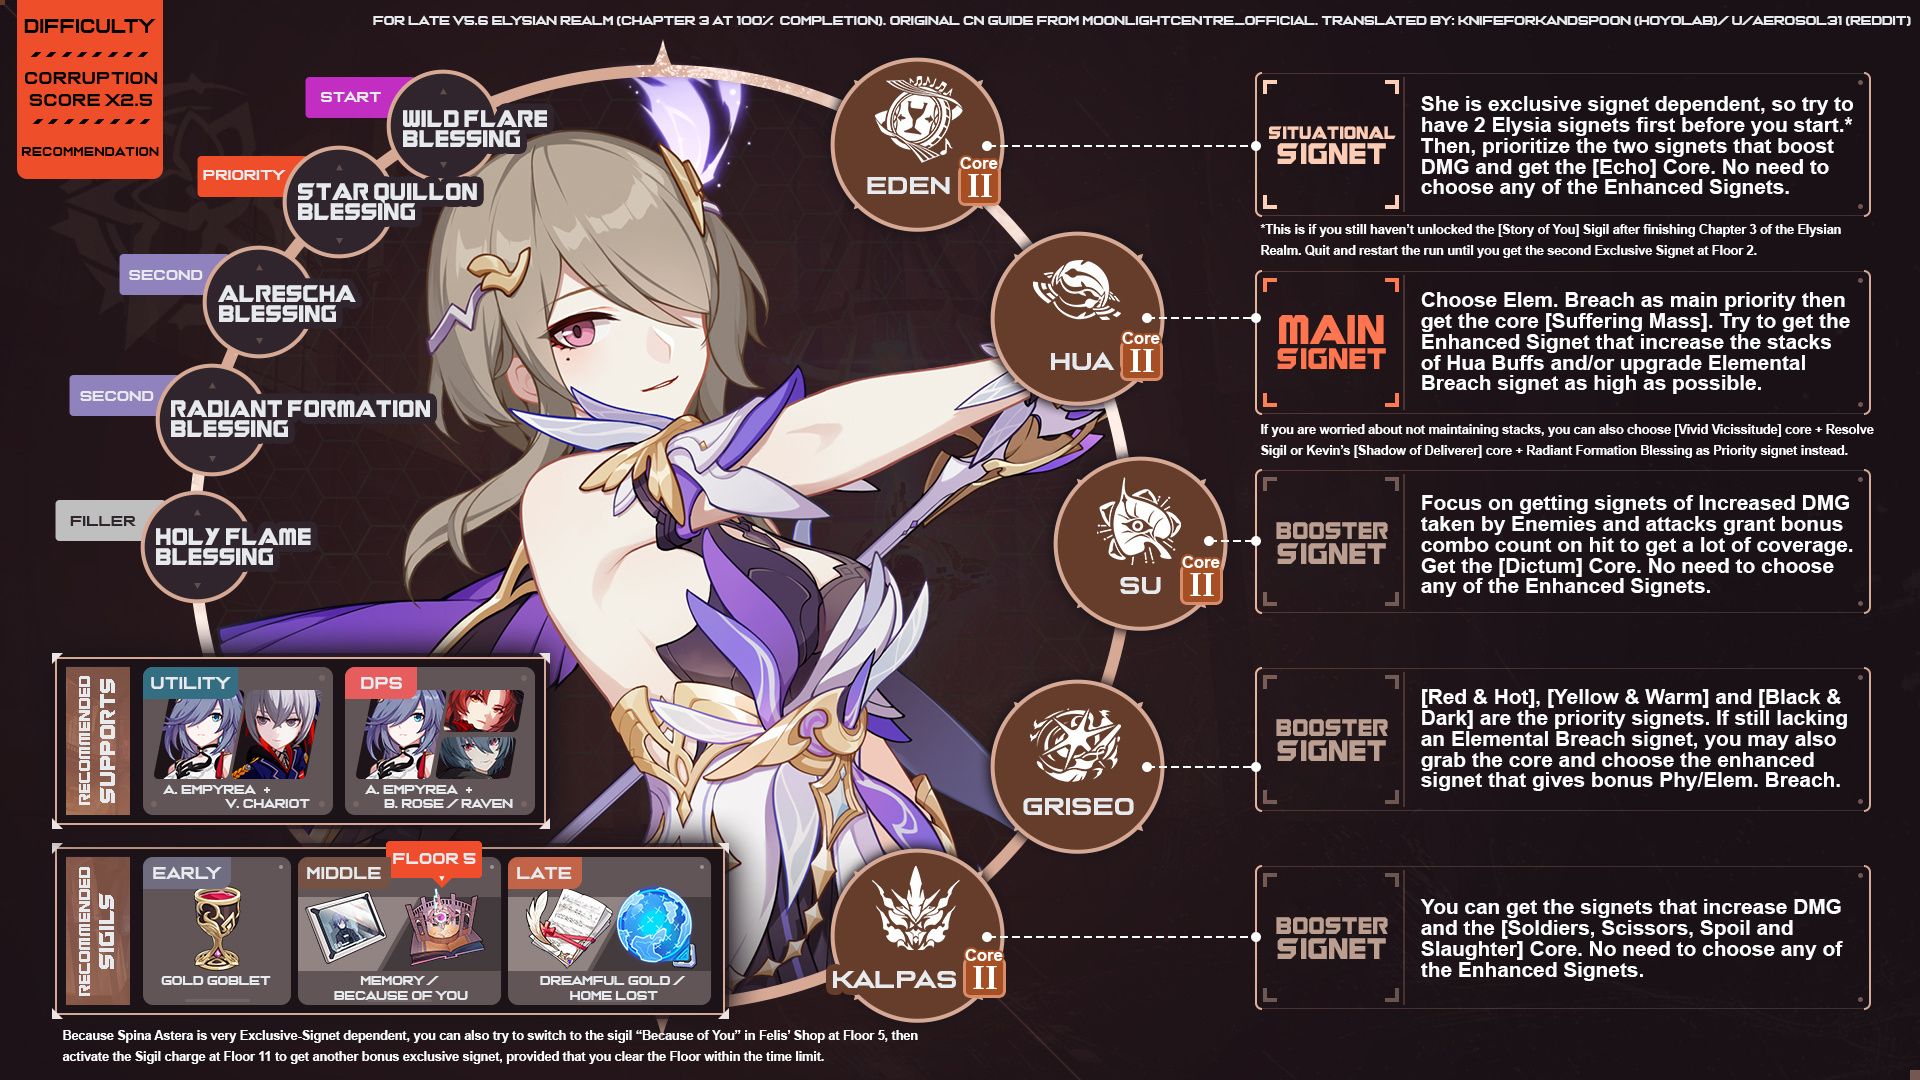 FOR LATE V5.6 ELYSIAN REALM (CHAPTER 3 AT 100% COMPLETION). ORIGINAL CN GUIDE FROM MOONLIGHTCENTRE_OFFICIAL. TRANSLATED BY: KNIFEFORKANDSPOON (HOYOLAB)/ U/AEROSOL31 (REDDIT)
DIFFICULTY
CORRUPTION
SCORE X2.5
RECOMMENDATION
START
WILD FLARE
BLESSING
PRIORITY
STAR QUILLON
BLESSING
SECOND
ALRESCHA
BLESSING
SECOND
RADIANT FORMATION
BLESSING
FILLER
HOLY FLAME
BLESSING
EDEN
Core
II
SITUATIONAL
SIGNET
She is exclusive signet dependent, so try to
have 2 Elysia signets first before you start.*
Then, prioritize the two signets that boost
DMG and get the [Echo] Core. No need to
choose any of the Enhanced Signets.
*This is if you still haven't unlocked the [Story of You] Sigil after finishing Chapter 3 of the Elysian
Realm. Quit and restart the run until you get the second Exclusive Signet at Floor 2.
HUA
Core
II
MAIN
SIGNET
Choose Elem. Breach as main priority then
get the core [Suffering Mass]. Try to get the
Enhanced Signet that increase the stacks
of Hua Buffs and/or upgrade Elemental
Breach signet as high as possible.
If you are worried about not maintaining stacks, you can also choose [Vivid Vicissitude] core + Resolve
Sigil or Kevin's [Shadow of Deliverer] core + Radiant Formation Blessing as Priority signet instead.
SU
Core
II
BOOSTER
SIGNET
Focus on getting signets of Increased DMG
taken by Enemies and attacks grant bonus
combo count on hit to get a lot of coverage.
Get the [Dictum] Core. No need to choose
any of the Enhanced Signets.
GRISEO
BOOSTER
SIGNET
[Red & Hot], [Yellow & Warm] and [Black &
Dark] are the priority signets. If still lacking
an Elemental Breach signet, you may also
grab the core and choose the enhanced
signet that gives bonus Phy/Elem. Breach.
KALPAS
Core
II
BOOSTER
SIGNET
You can get the signets that increase DMG
and the [Soldiers, Scissors, Spoil and
Slaughter] Core. No need to choose any of
the Enhanced Signets.
RECOMMENDED
SUPPORTS
UTILITY
A. EMPYREA +
V. CHARIOT
DPS
A. EMPYREA +
B. ROSE / RAVEN
RECOMMENDED
SIGILS
EARLY
GOLD GOBLET
MIDDLE
FLOOR 5
MEMORY /
BECAUSE OF YOU
LATE
DREAMFUL GOLD /
HOME LOST
Because Spina Astera is very Exclusive-Signet dependent, you can also try to switch to the sigil “Because of You” in Felis' Shop at Floor 5, then
activate the Sigil charge at Floor 11 to get another bonus exclusive signet, provided that you clear the Floor within the time limit.